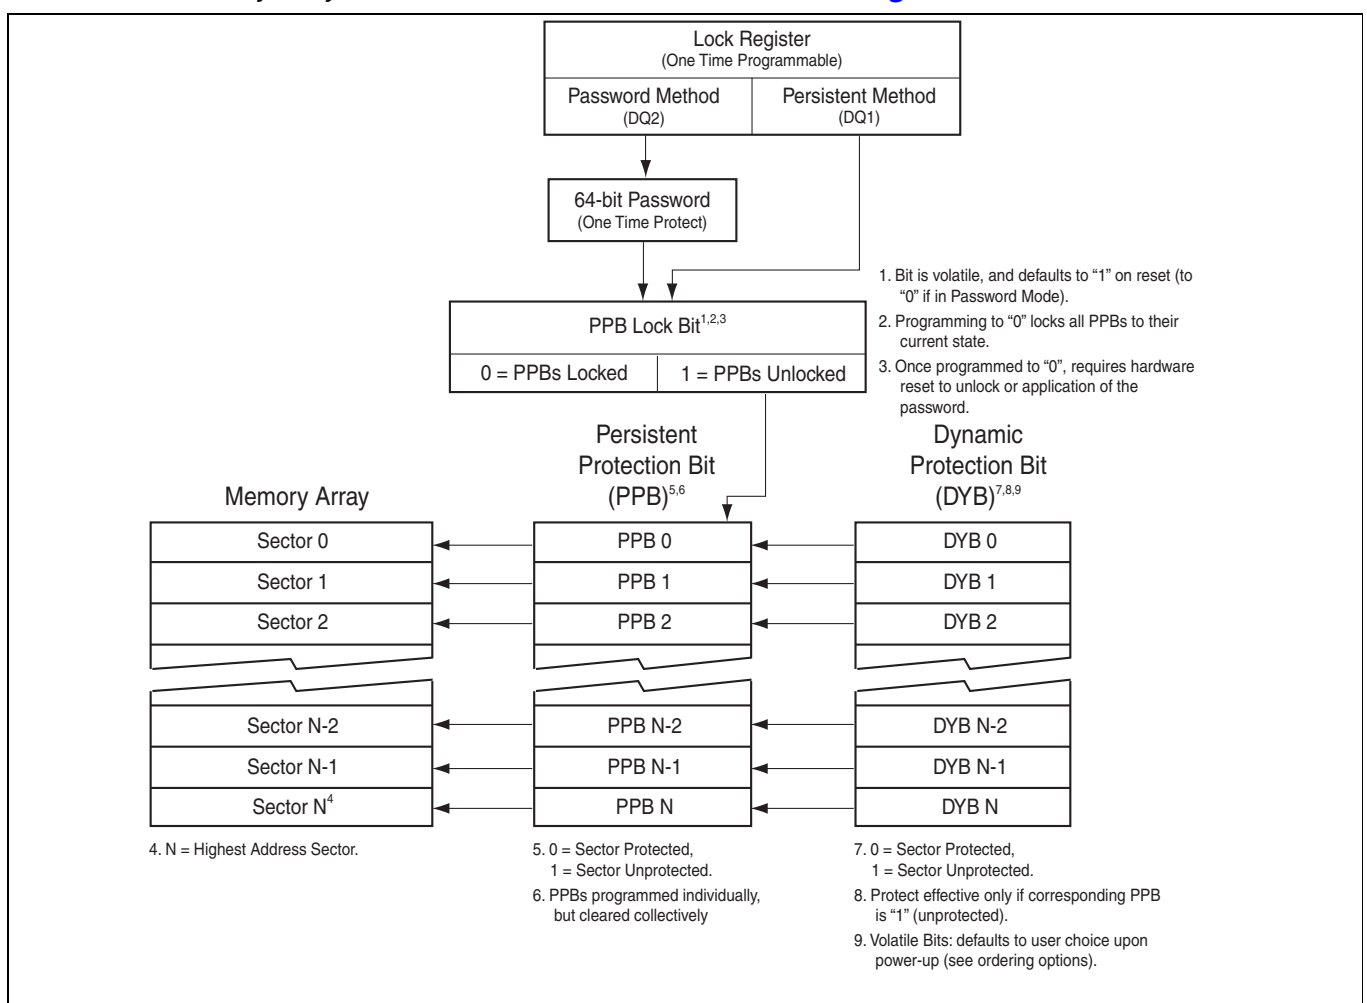 Lock Register
(One Time Programmable)
Password Method
(DQ2)
Persistent Method
(DQ1)
64-bit Password
(One Time Protect)
1. Bit is volatile, and defaults to “1” on reset (to
“0” if in Password Mode).
2. Programming to “0” locks all PPBs to their
current state.
3. Once programmed to “0”, requires hardware
reset to unlock or application of the
password.
PPB Lock Bit1,2,3
0 = PPBs Locked
1 = PPBs Unlocked
Memory Array
Persistent
Protection Bit
(PPB)5,6
Dynamic
Protection Bit
(DYB)7,8,9
Sector 0
PPB 0
DYB 0
Sector 1
PPB 1
DYB 1
Sector 2
PPB 2
DYB 2
Sector N-2
PPB N-2
DYB N-2
Sector N-1
PPB N-1
DYB N-1
Sector N4
PPB N
DYB N
4. N = Highest Address Sector.
5. 0 = Sector Protected,
1 = Sector Unprotected.
6. PPBs programmed individually,
but cleared collectively
7. 0 = Sector Protected,
1 = Sector Unprotected.
8. Protect effective only if corresponding PPB
is “1” (unprotected).
9. Volatile Bits: defaults to user choice upon
power-up (see ordering options).